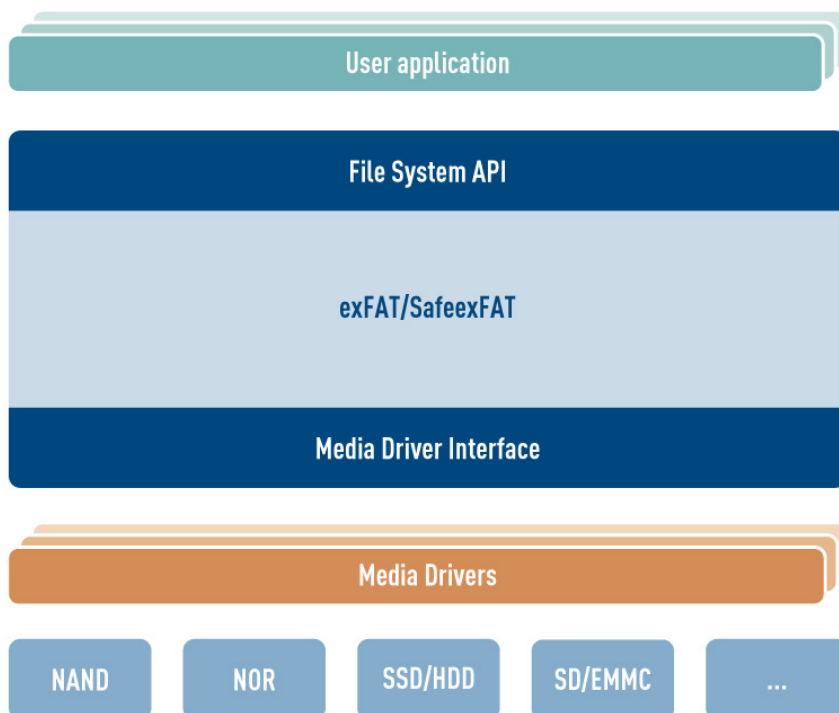 User application
File System API
exFAT/SafeexFAT
Media Driver Interface
Media Drivers
NAND
NOR
SSD/HDD
SD/EMMC
...